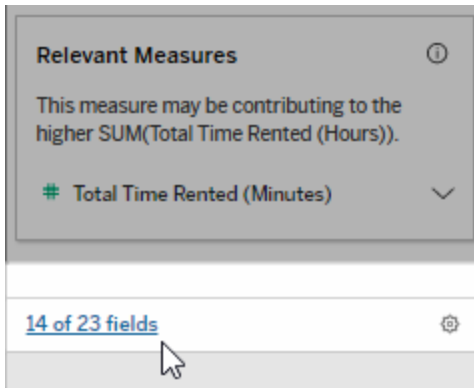 Relevant Measures
This measure may be contributing to the
higher SUM(Total Time Rented (Hours)).
# Total Time Rented (Minutes)
14 of 23 fields